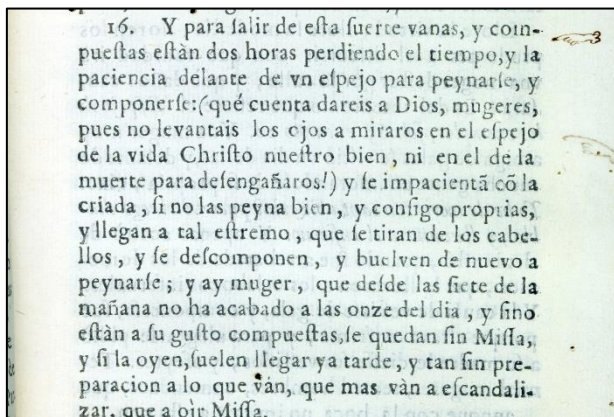 16. Y para ſalir de eſta ſuerte vanas, y com-
pueſtas eſtàn dos horas perdiendo el tiempo,y la
paciencia delante de vn eſpejo para peynarſe, y
componerſe:(qué cuenta dareis a Dios, mugeres,
pues no levantais los ojos a miraros en el eſpejo
de la vida Chriſto nueſtro bien, ni en el de la
muerte para deſengañaros!) y ſe impacientã cõ la
criada, ſi no las peyna bien, y conſigo proprias,
y llegan a tal eſtremo, que ſe tiran de los cabe-
llos, y ſe deſcomponen, y buelven de nuevo a
peynarſe; y ay muger, que deſde las ſiete de la
mañana no ha acabado a las onze del dia, y ſino
eſtàn a ſu guſto compueſtas,ſe quedan ſin Miſſa,
y ſi la oyen,ſuelen llegar ya tarde, y tan ſin pre-
paracion a lo que vàn, que mas vàn a eſcandali-
zar, que a oìr Miſſa.